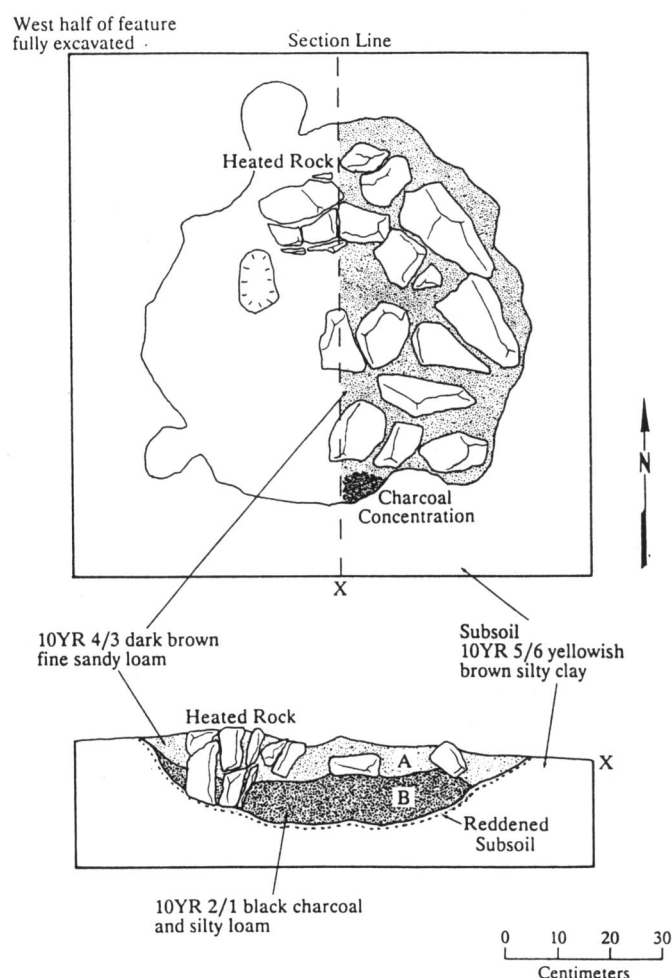 West half of feature
fully excavated
Section Line
Heated Rock
N
Charcoal
Concentration
X
10YR 4/3 dark brown
fine sandy loam
Subsoil
10YR 5/6 yellowish
brown silty clay
Heated Rock
A
X
B
Reddened
Subsoil
10YR 2/1 black charcoal
and silty loam
0 10 20 30
Centimeters